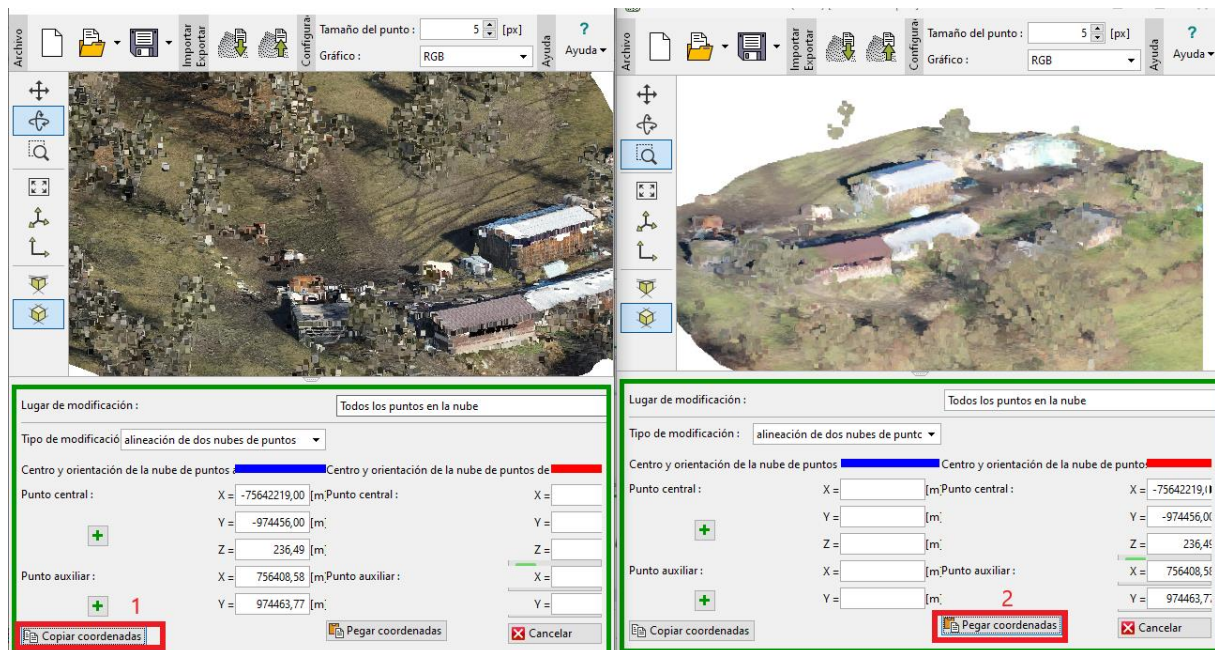 Archivo
Importar
Exportar
Tamaño del punto :
5
[px]
Gráfico :
RGB
Ayuda
?
Ayuda
Lugar de modificación :
Todos los puntos en la nube
Tipo de modificació
alineación de dos nubes de puntos
Centro y orientación de la nube de puntos
Centro y orientación de la nube de puntos de
Punto central :
X = -75642219,00 [m]
Punto central :
X =
Y = -974456,00 [m]
Y =
Z = 236,49 [m]
Z =
Punto auxiliar :
X = 756408,58 [m]
Punto auxiliar :
X =
1
Y = 974463,77 [m]
Y =
Copiar coordenadas
Pegar coordenadas
Cancelar
Archivo
Importar
Exportar
Configura
Tamaño del punto :
5
[px]
Gráfico :
RGB
Ayuda
?
Ayuda
Lugar de modificación :
Todos los puntos en la nube
Tipo de modificación :
alineación de dos nubes de puntc
Centro y orientación de la nube de puntos
Centro y orientación de la nube de punto
Punto central :
X =
[m]
Punto central :
X = -75642219,0
Y =
[m]
Y = -974456,00
Z =
[m]
Z = 236,49
Punto auxiliar :
X =
[m]
Punto auxiliar :
X = 756408,58
Y =
[m]
2
Y = 974463,77
Copiar coordenadas
Pegar coordenadas
Cancelar